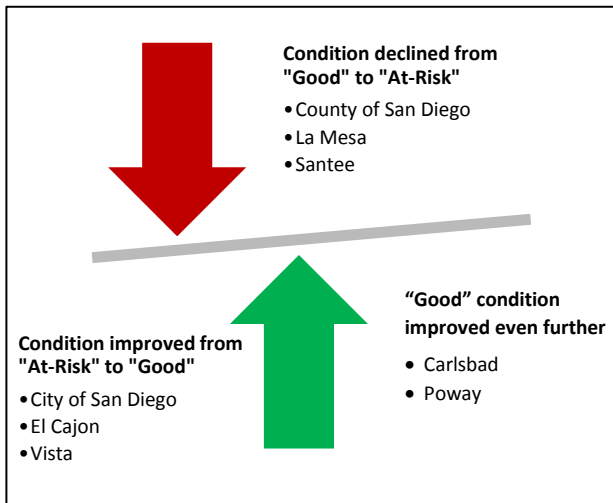 Condition declined from
"Good" to "At-Risk"
•County of San Diego
•La Mesa
•Santee
Condition improved from
"At-Risk" to "Good"
•City of San Diego
•El Cajon
•Vista
“Good” condition
improved even further
• Carlsbad
• Poway